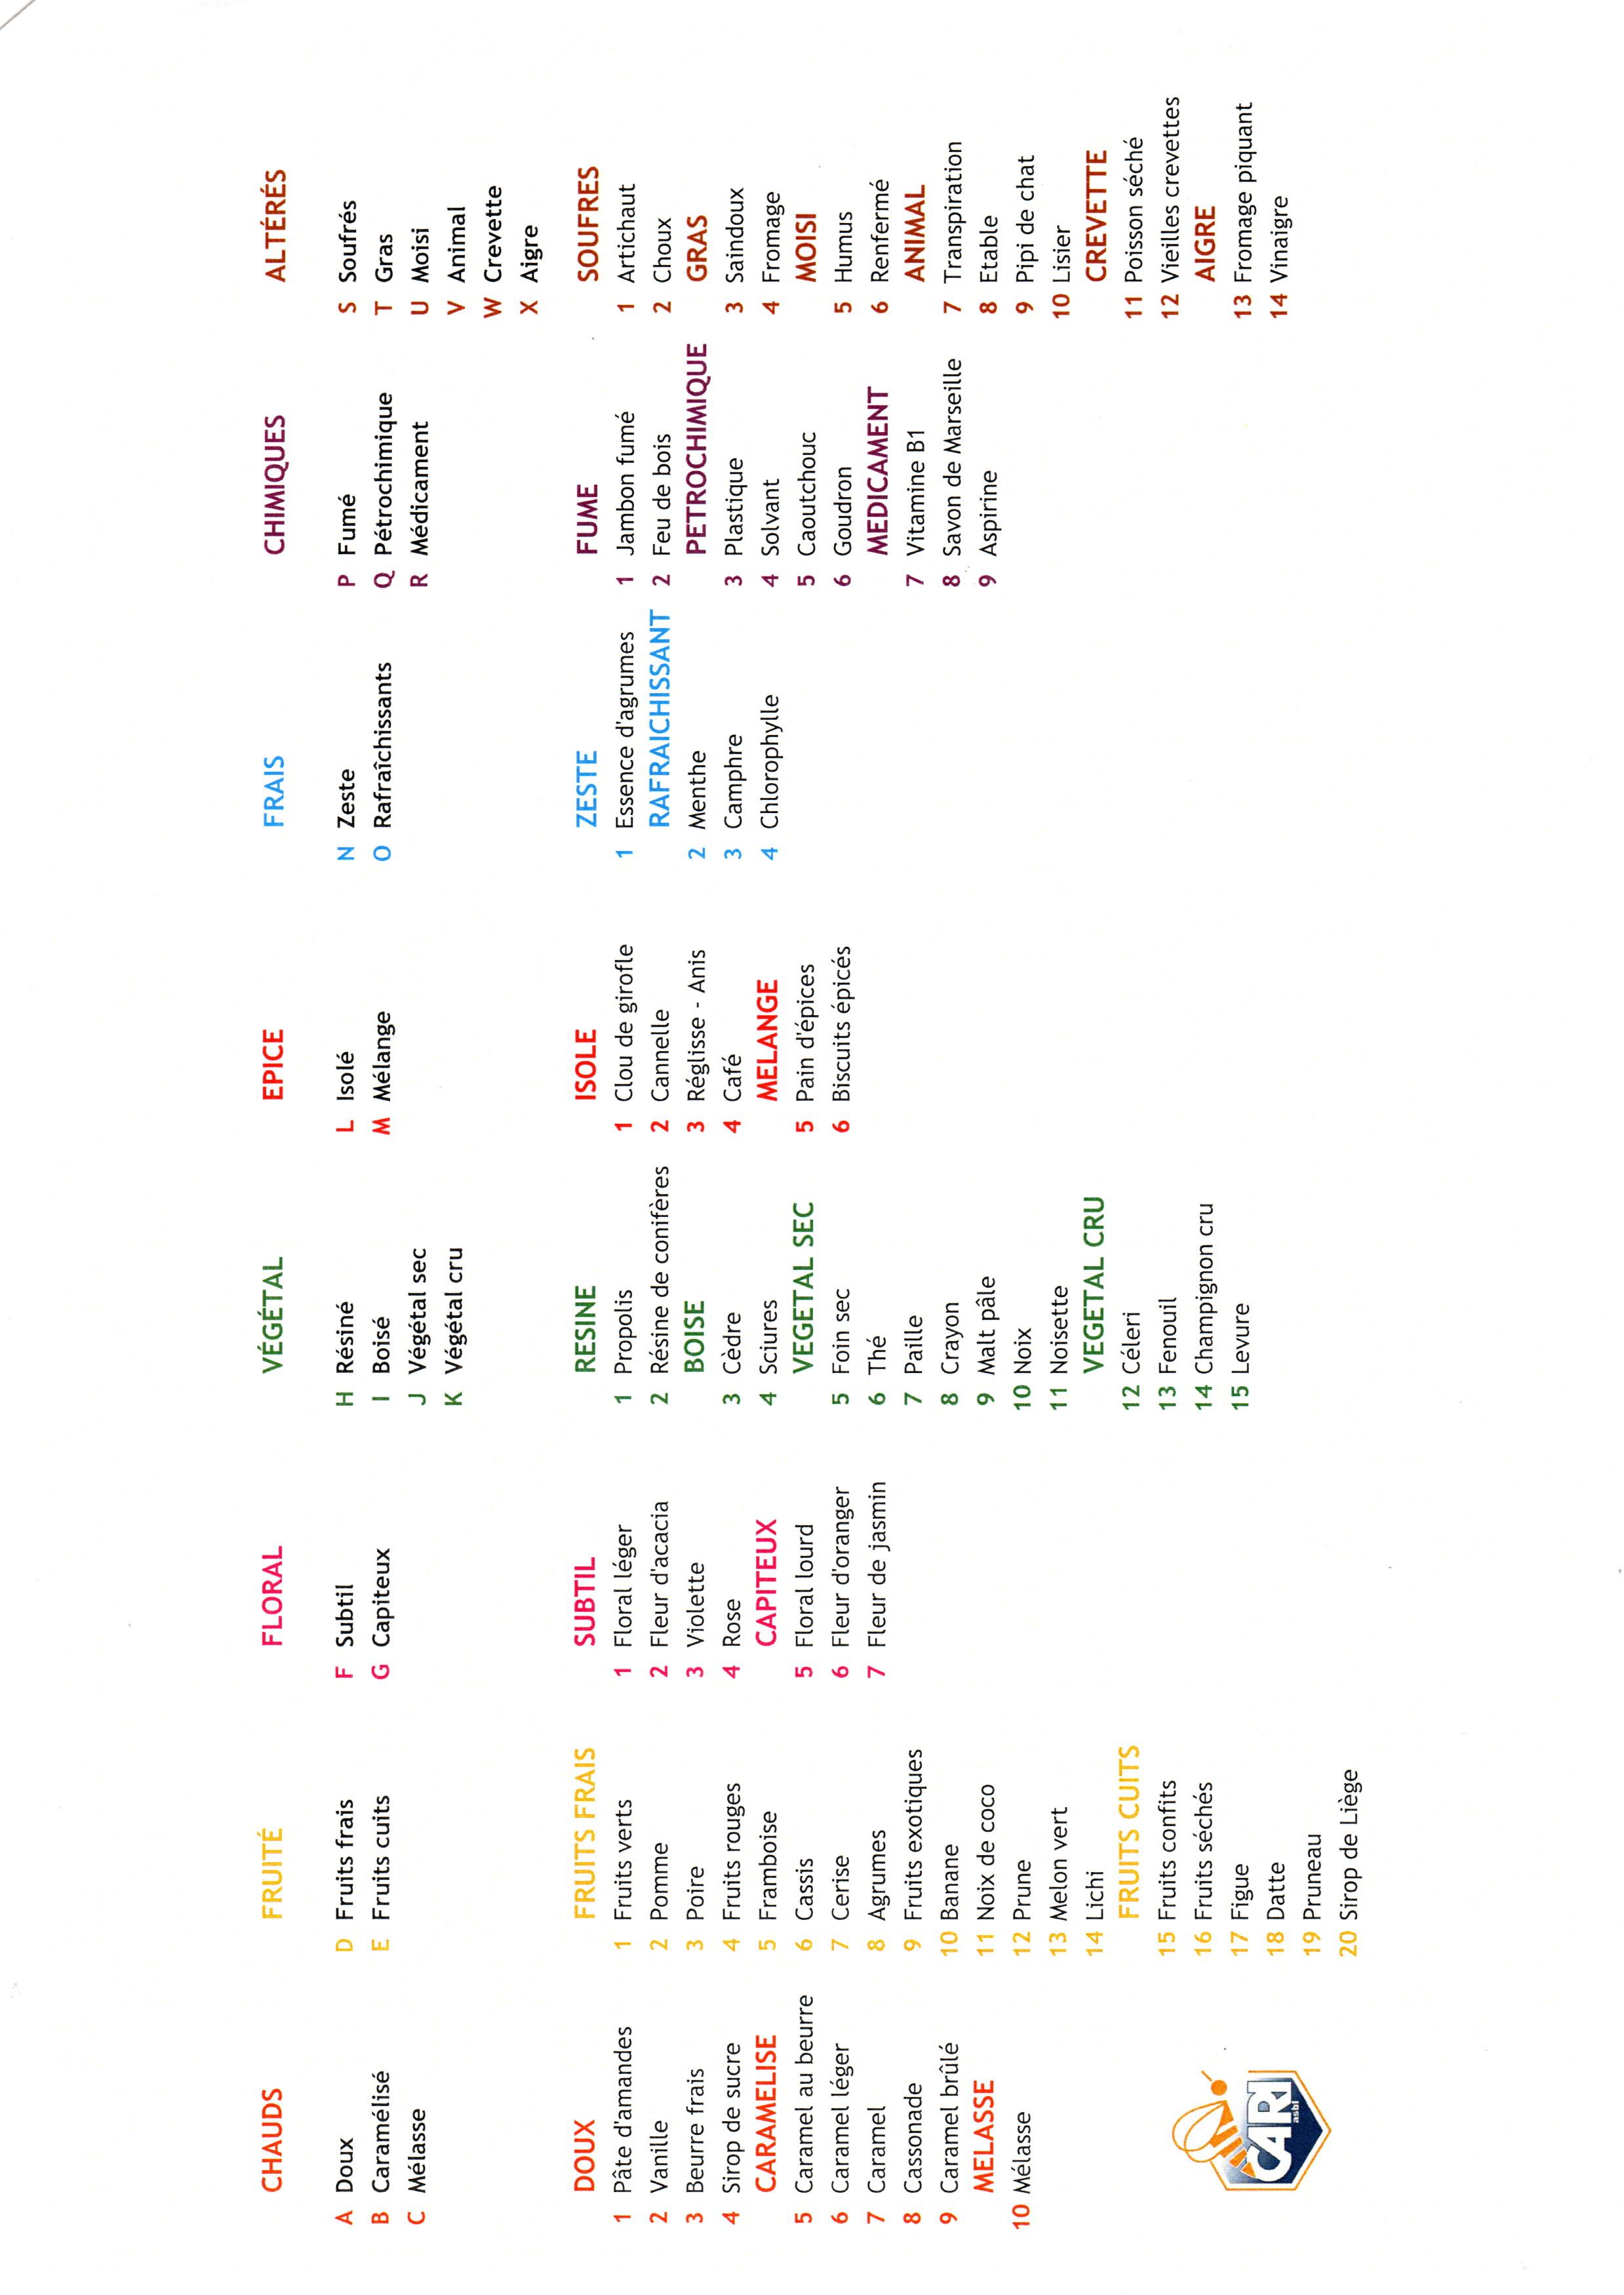 CHAUDS
A Doux
B Caramélisé
C Mélasse
DOUX
1 Pâte d'amandes
2 Vanille
3 Beurre frais
4 Sirop de sucre
CARAMELISE
5 Caramel au beurre
6 Caramel léger
7 Caramel
8 Cassonade
9 Caramel brûlé
MELASSE
10 Mélasse
FRUITÉ
D Fruits frais
E Fruits cuits
FRUITS FRAIS
1 Fruits verts
2 Pomme
3 Poire
4 Fruits rouges
5 Framboise
6 Cassis
7 Cerise
8 Agrumes
9 Fruits exotiques
10 Banane
11 Noix de coco
12 Prune
13 Melon vert
14 Lichi
FRUITS CUITS
15 Fruits confits
16 Fruits séchés
17 Figue
18 Datte
19 Pruneau
20 Sirop de Liège
FLORAL
F Subtil
G Capiteux
SUBTIL
1 Floral léger
2 Fleur d'acacia
3 Violette
4 Rose
CAPITEUX
5 Floral lourd
6 Fleur d'oranger
7 Fleur de jasmin
VÉGÉTAL
H Résiné
I Boisé
J Végétal sec
K Végétal cru
RESINE
1 Propolis
2 Résine de conifères
BOISE
3 Cèdre
4 Sciures
VEGETAL SEC
5 Foin sec
6 Thé
7 Paille
8 Crayon
9 Malt pâle
10 Noix
11 Noisette
VEGETAL CRU
12 Céleri
13 Fenouil
14 Champignon cru
15 Levure
EPICE
L Isolé
M Mélange
ISOLE
1 Clou de girofle
2 Cannelle
3 Réglisse - Anis
4 Café
MELANGE
5 Pain d'épices
6 Biscuits épicés
FRAIS
N Zeste
O Rafraîchissants
ZESTE
1 Essence d'agrumes
RAFRAICHISSANT
2 Menthe
3 Camphre
4 Chlorophylle
CHIMIQUES
P Fumé
Q Pétrochimique
R Médicament
FUME
1 Jambon fumé
2 Feu de bois
PETROCHIMIQUE
3 Plastique
4 Solvant
5 Caoutchouc
6 Goudron
MEDICAMENT
7 Vitamine B1
8 Savon de Marseille
9 Aspirine
ALTÉRÉS
S Soufrés
T Gras
U Moisi
V Animal
W Crevette
X Aigre
SOUFRES
1 Artichaut
2 Choux
GRAS
3 Saindoux
4 Fromage
MOISI
5 Humus
6 Renfermé
ANIMAL
7 Transpiration
8 Etable
9 Pipi de chat
10 Lisier
CREVETTE
11 Poisson séché
12 Vieilles crevettes
AIGRE
13 Fromage piquant
14 Vinaigre
CARI
asbl